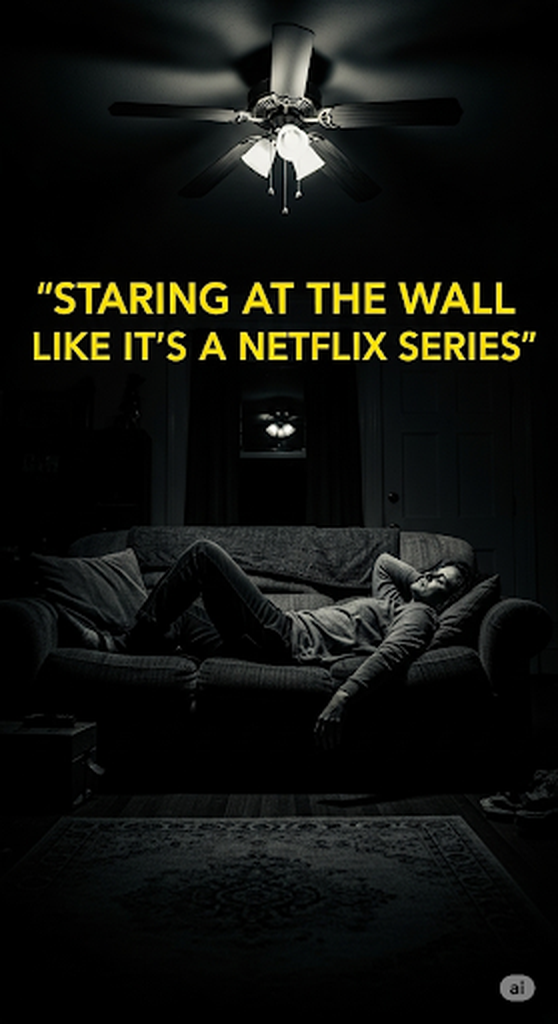 “STARING AT THE WALL
LIKE IT’S A NETFLIX SERIES”
ai